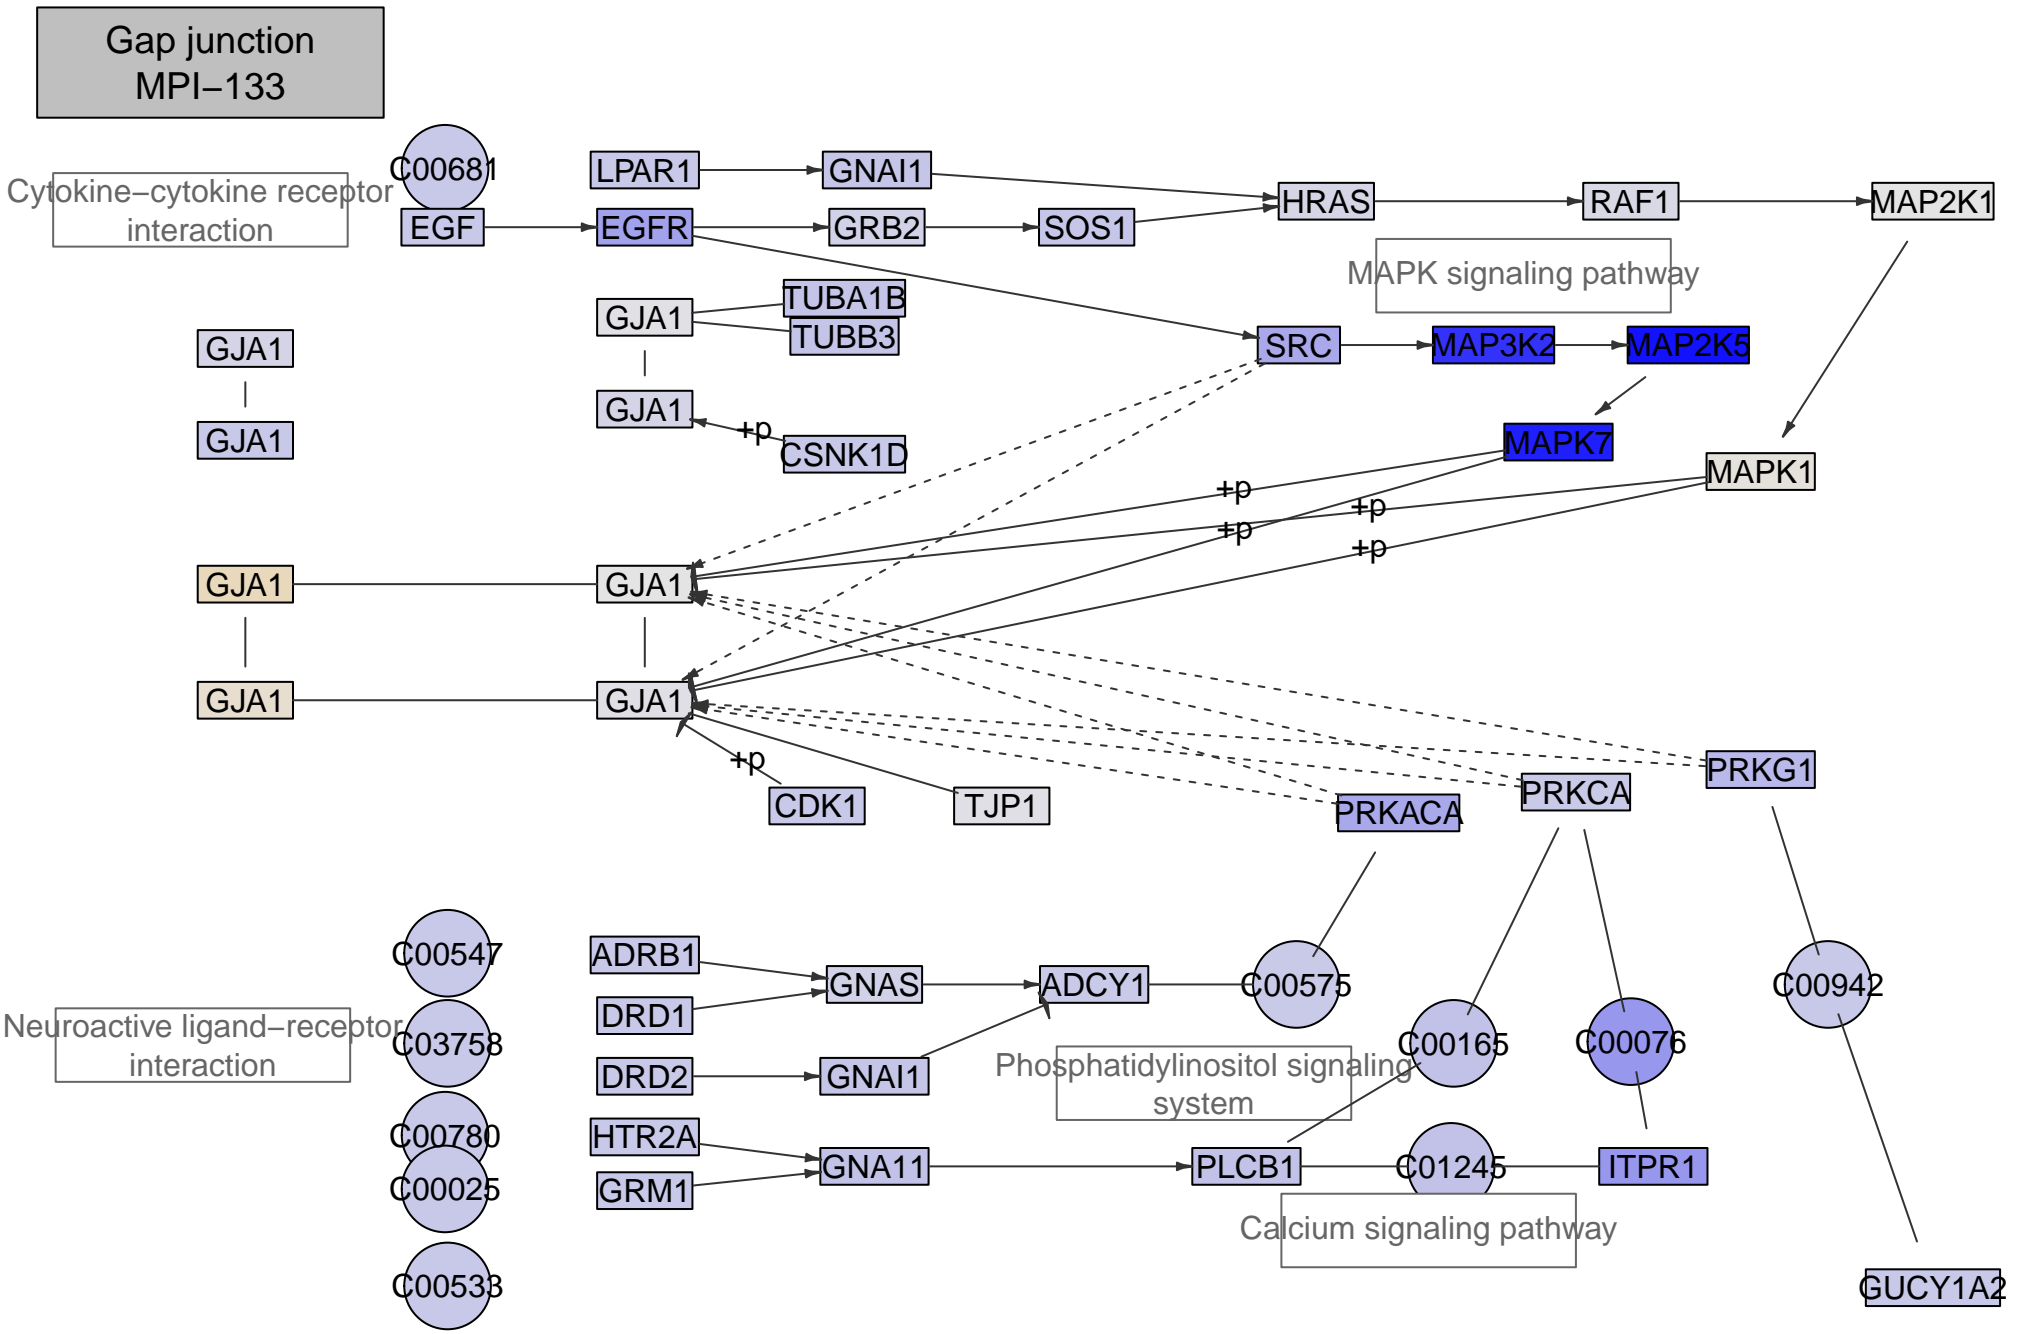 Gap junction
MPI−133
C00681
LPAR1
GNAI1
Cytokine−cytokine receptor
interaction
HRAS
RAF1
MAP2K1
EGF
EGFR
GRB2
SOS1
MAPK signaling pathway
TUBA1B
GJA1
TUBB3
GJA1
SRC
MAP3K2
MAP2K5
GJA1
+p
GJA1
CSNK1D
MAPK7
MAPK1
+p
+p
+p
+p
GJA1
GJA1
GJA1
GJA1
+p
CDK1
TJP1
PRKACA
PRKCA
PRKG1
C00547
ADRB1
GNAS
ADCY1
C00575
C00942
DRD1
Neuroactive ligand−receptor
interaction
C03758
C00165
C00076
DRD2
GNAI1
Phosphatidylinositol signaling
system
C00780
HTR2A
GNA11
PLCB1
C01245
ITPR1
C00025
GRM1
Calcium signaling pathway
C00533
GUCY1A2